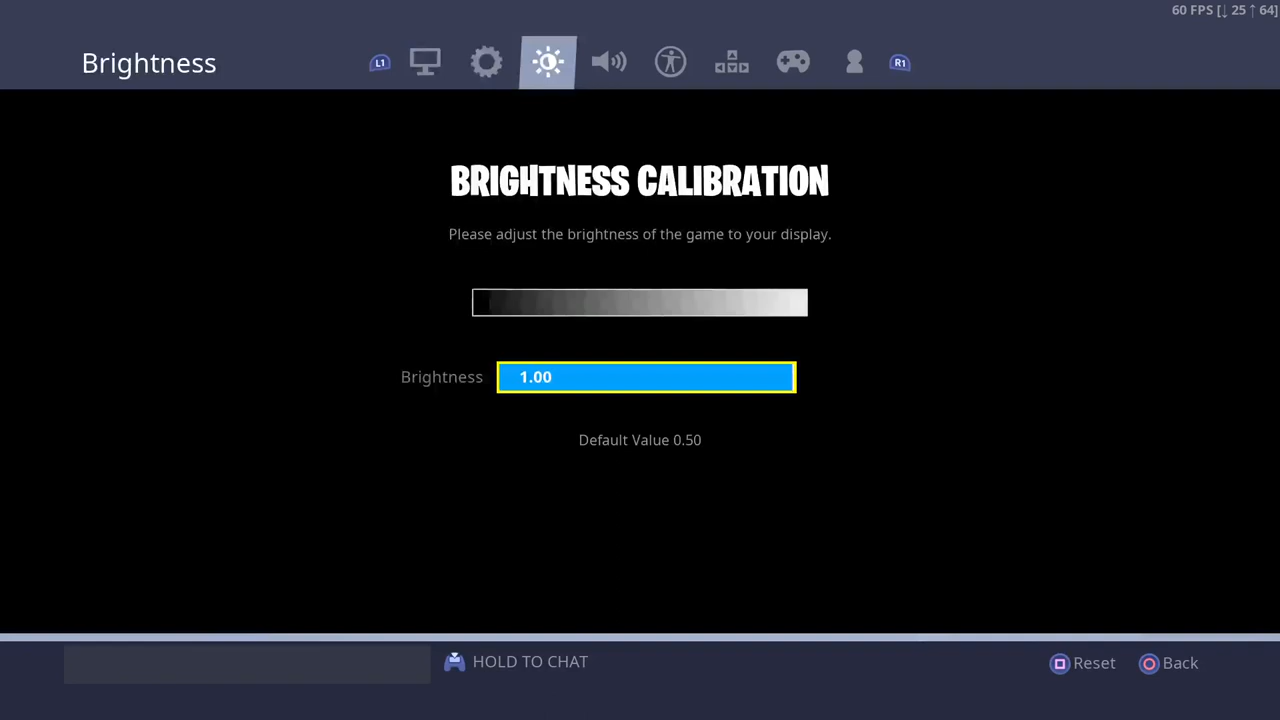 60 FPS [↓ 25 ↑ 64]
Brightness
L1
R1
BRIGHTNESS CALIBRATION
Please adjust the brightness of the game to your display.
Brightness 1.00
Default Value 0.50
HOLD TO CHAT
Reset
Back